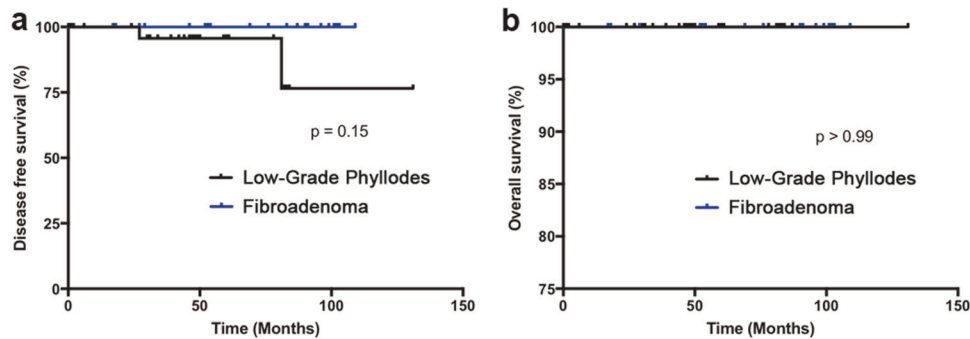 a
Disease free survival (%)
100
75
50
25
0
p = 0.15
Low-Grade Phyllodes
Fibroadenoma
0 50 100 150
Time (Months)
b
Overall survival (%)
100
95
90
85
80
75
p > 0.99
Low-Grade Phyllodes
Fibroadenoma
0 50 100 150
Time (Months)